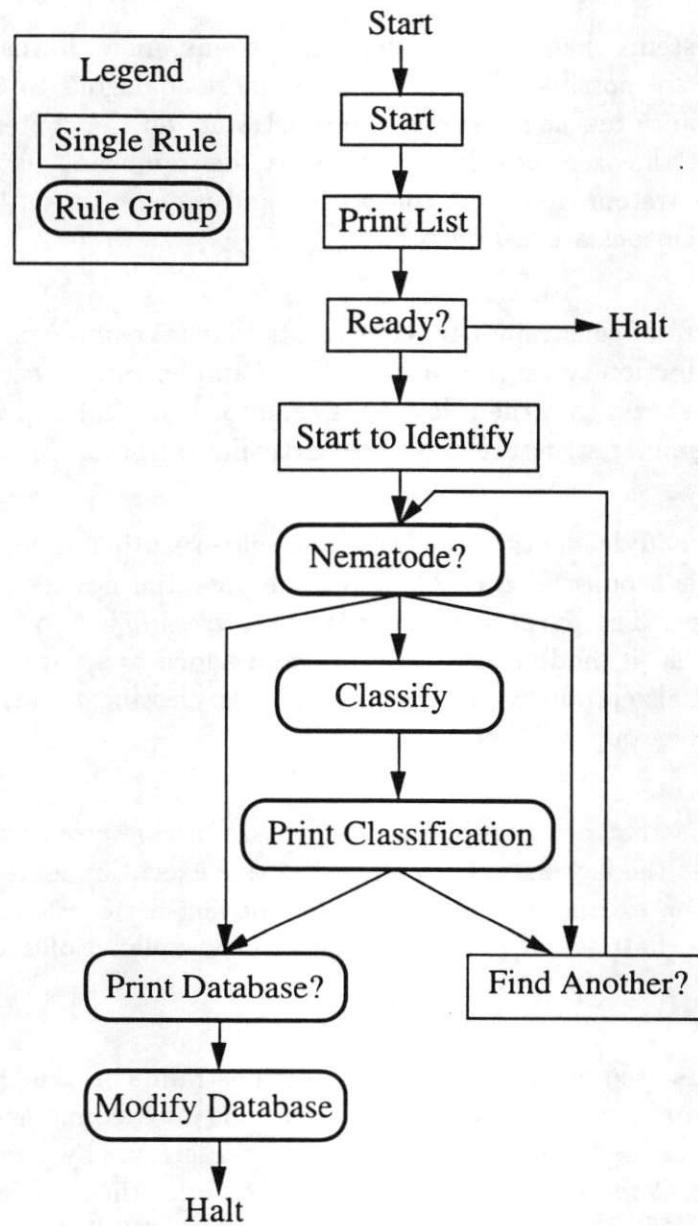 Start
Legend
Single Rule
Rule Group
Start
Print List
Ready?
Halt
Start to Identify
Nematode?
Classify
Print Classification
Print Database?
Find Another?
Modify Database
Halt